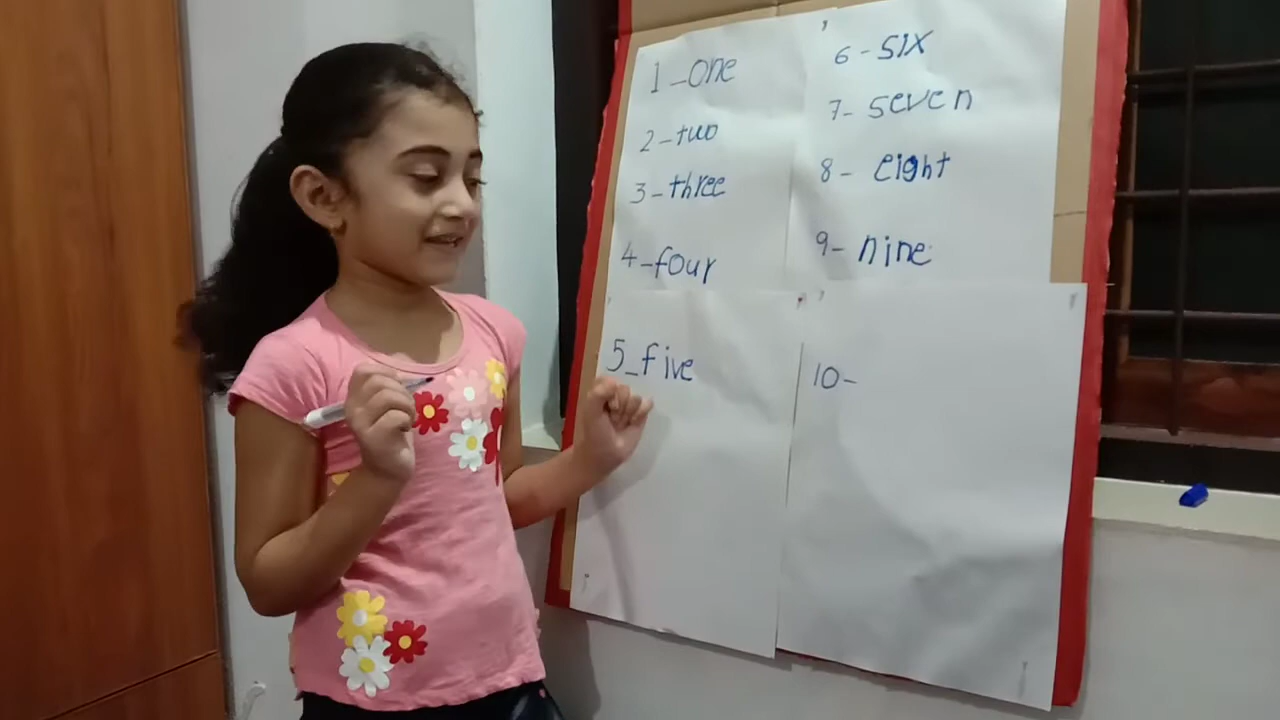 1 - one
2 - two
3 - three
4 - four
5 - five
6 - six
7 - seven
8 - eight
9 - nine
10 -